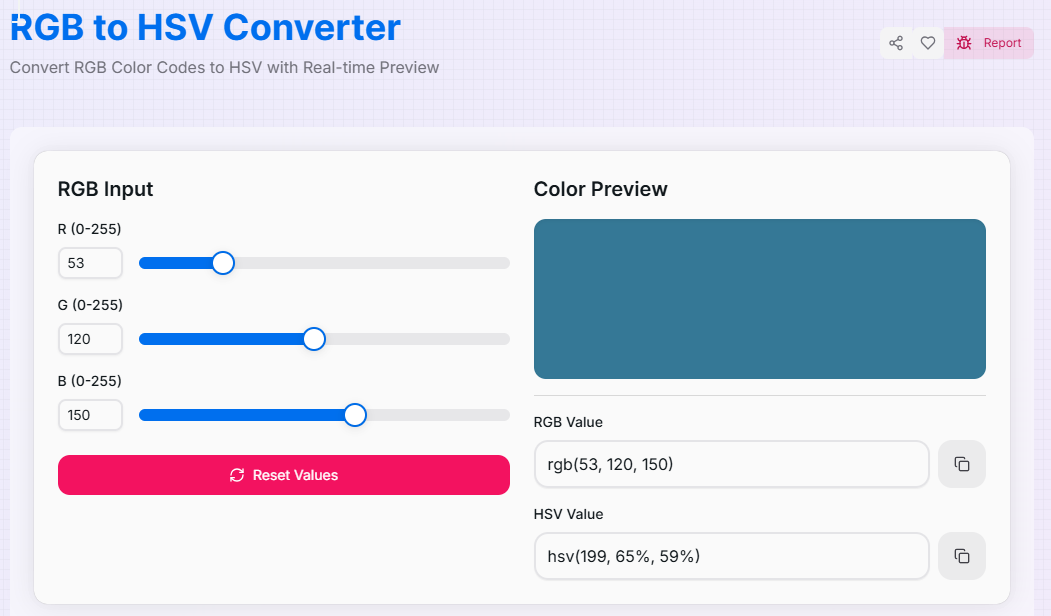 RGB to HSV Converter
Convert RGB Color Codes to HSV with Real-time Preview
Report
RGB Input
R (0-255)
53
G (0-255)
120
B (0-255)
150
Reset Values
Color Preview
RGB Value
rgb(53, 120, 150)
HSV Value
hsv(199, 65%, 59%)